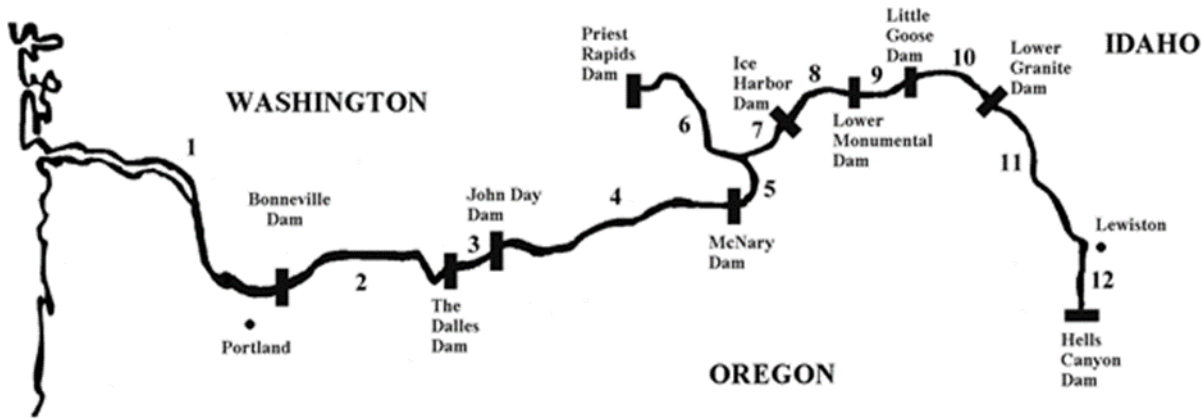 Priest
Rapids
Dam
Little
Goose
Dam
IDAHO
WASHINGTON
Ice
Harbor
Dam
8
9
10
Lower
Granite
Dam
6
7
Lower
Monumental
Dam
1
11
Bonneville
Dam
John Day
Dam
4
5
McNary
Dam
Lewiston
2
3
12
The
Dalles
Dam
Portland
Hells
Canyon
Dam
OREGON